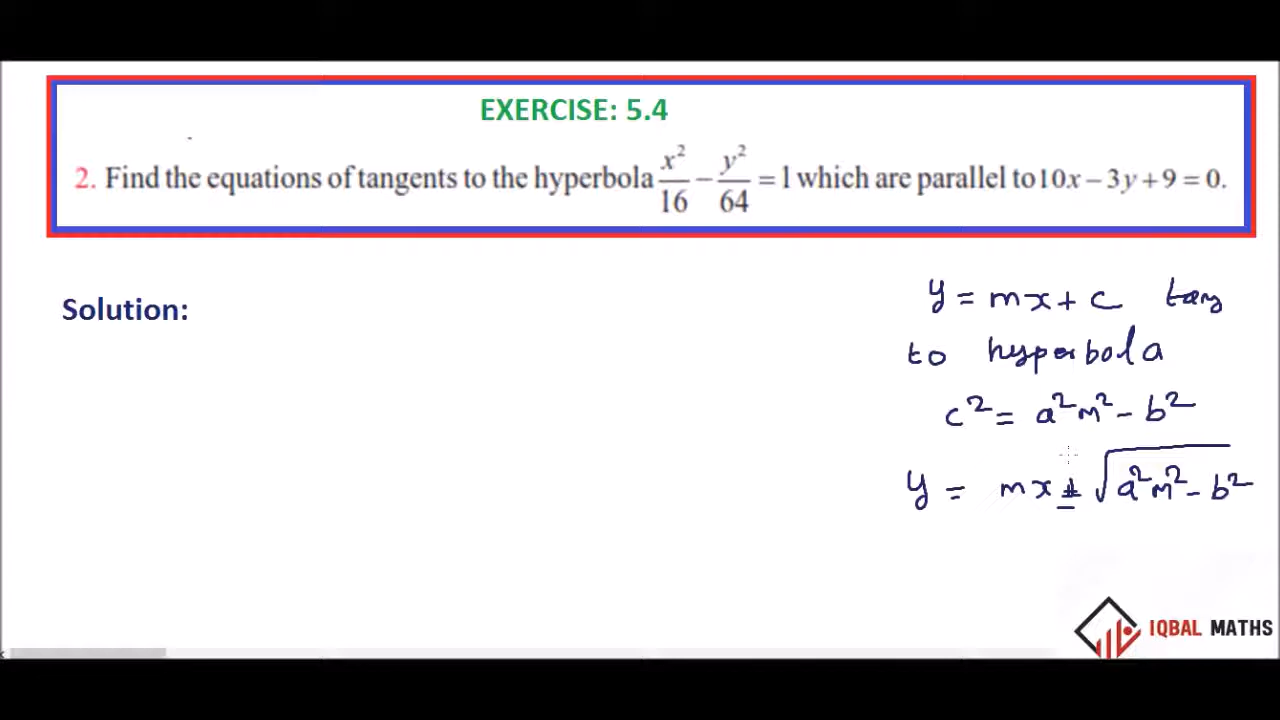 EXERCISE: 5.4
2. Find the equations of tangents to the hyperbola x²/16 − y²/64 = 1 which are parallel to 10x − 3y + 9 = 0.
Solution:
y = mx + c tang
to hyperbola
c² = a²m² − b²
y = mx ± √(a²m² − b²)
IQBAL MATHS